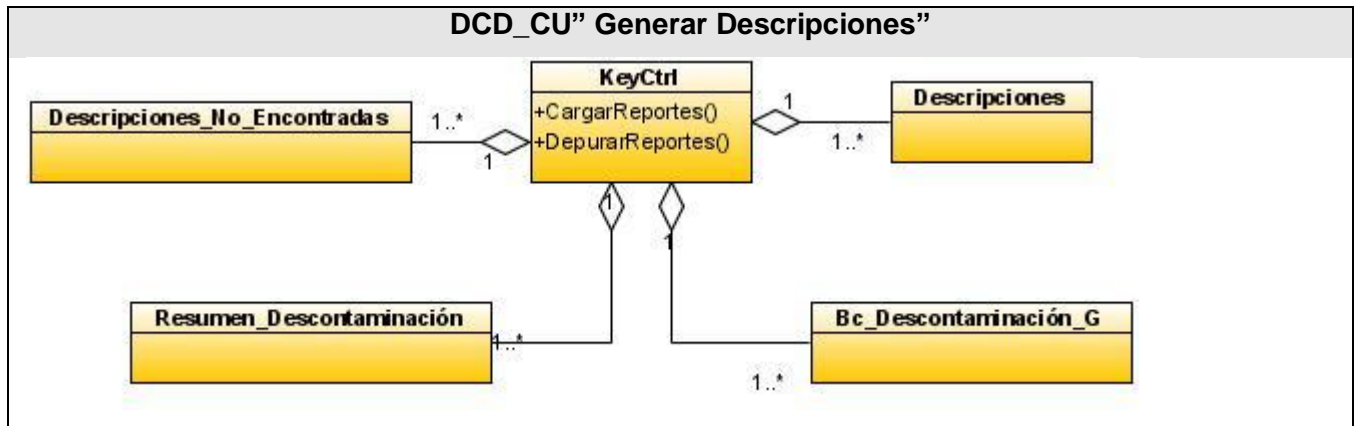 DCD_CU” Generar Descripciones”
KeyCtrl
+CargarReportes()
+DepurarReportes()
Descripciones_No_Encontradas
1..*
1
1
Descripciones
1..*
1
1
Resumen_Descontaminación
1..*
Bc_Descontaminación_G
1..*